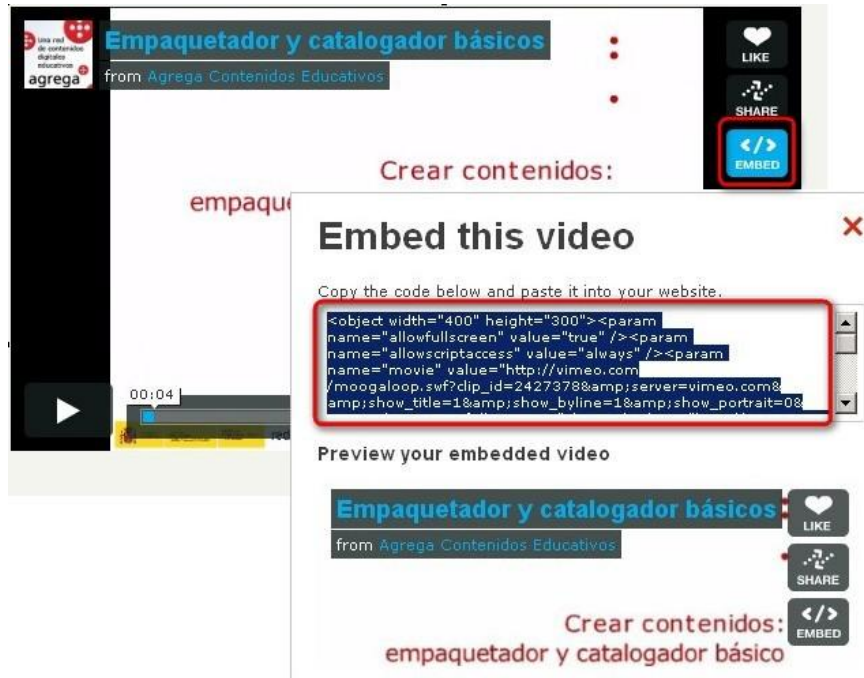 Una red
de contenidos
digitales
educativos
agrega
Empaquetador y catalogador básicos
from Agrega Contenidos Educativos
LIKE
SHARE
</>
EMBED
Crear contenidos:
empaqu
00:04
red
Embed this video
Copy the code below and paste it into your website.
<object width="400" height="300"><param
name="allowfullscreen" value="true" /><param
name="allowscriptaccess" value="always" /><param
name="movie" value="http://vimeo.com
/moogaloop.swf?clip_id=2427378&amp;server=vimeo.com&
amp;show_title=1&amp;show_byline=1&amp;show_portrait=0&
Preview your embedded video
Empaquetador y catalogador básicos
from Agrega Contenidos Educativos
LIKE
SHARE
</>
EMBED
Crear contenidos:
empaquetador y catalogador básico